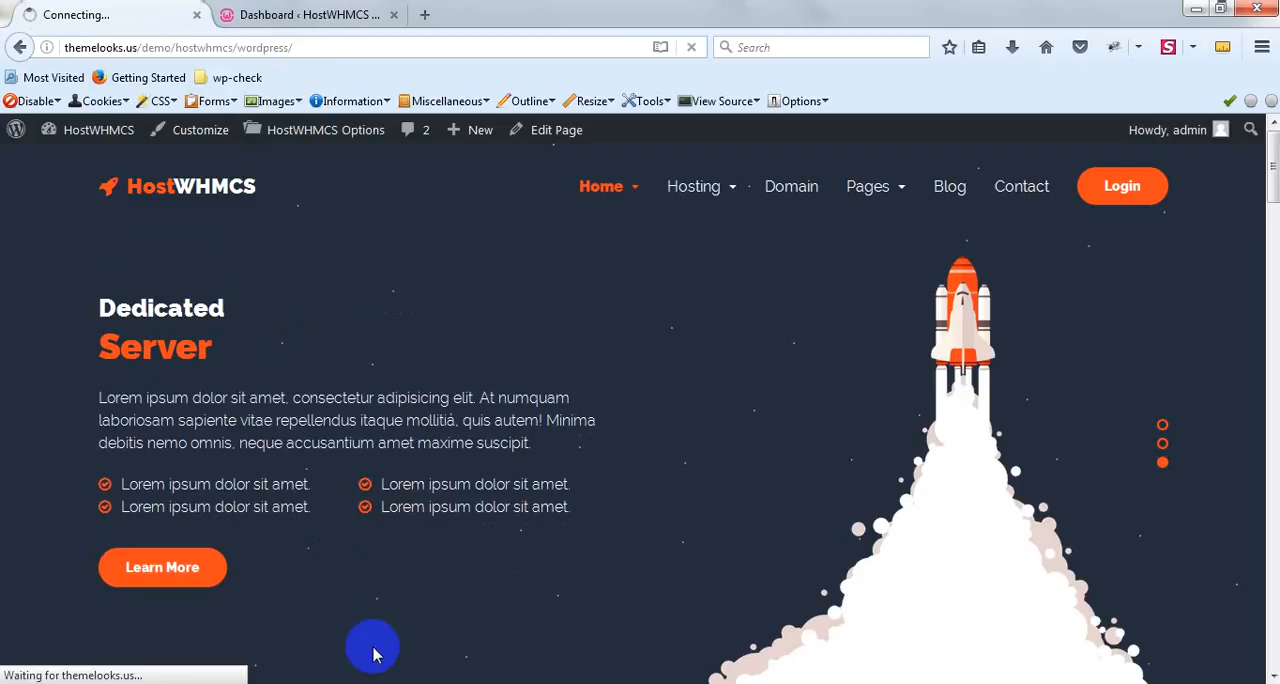 Connecting...
Dashboard ‹ HostWHMCS ...
themelooks.us/demo/hostwhmcs/wordpress/
Search
Most Visited Getting Started wp-check
Disable Cookies CSS Forms Images Information Miscellaneous Outline Resize Tools View Source Options
HostWHMCS Customize HostWHMCS Options 2 New Edit Page Howdy, admin
HostWHMCS Home Hosting Domain Pages Blog Contact Login
Dedicated
Server
Lorem ipsum dolor sit amet, consectetur adipisicing elit. At numquam
laboriosam sapiente vitae repellendus itaque mollitia, quis autem! Minima
debitis nemo omnis, neque accusantium amet maxime suscipit.
Lorem ipsum dolor sit amet. Lorem ipsum dolor sit amet.
Lorem ipsum dolor sit amet. Lorem ipsum dolor sit amet.
Learn More
Waiting for themelooks.us...